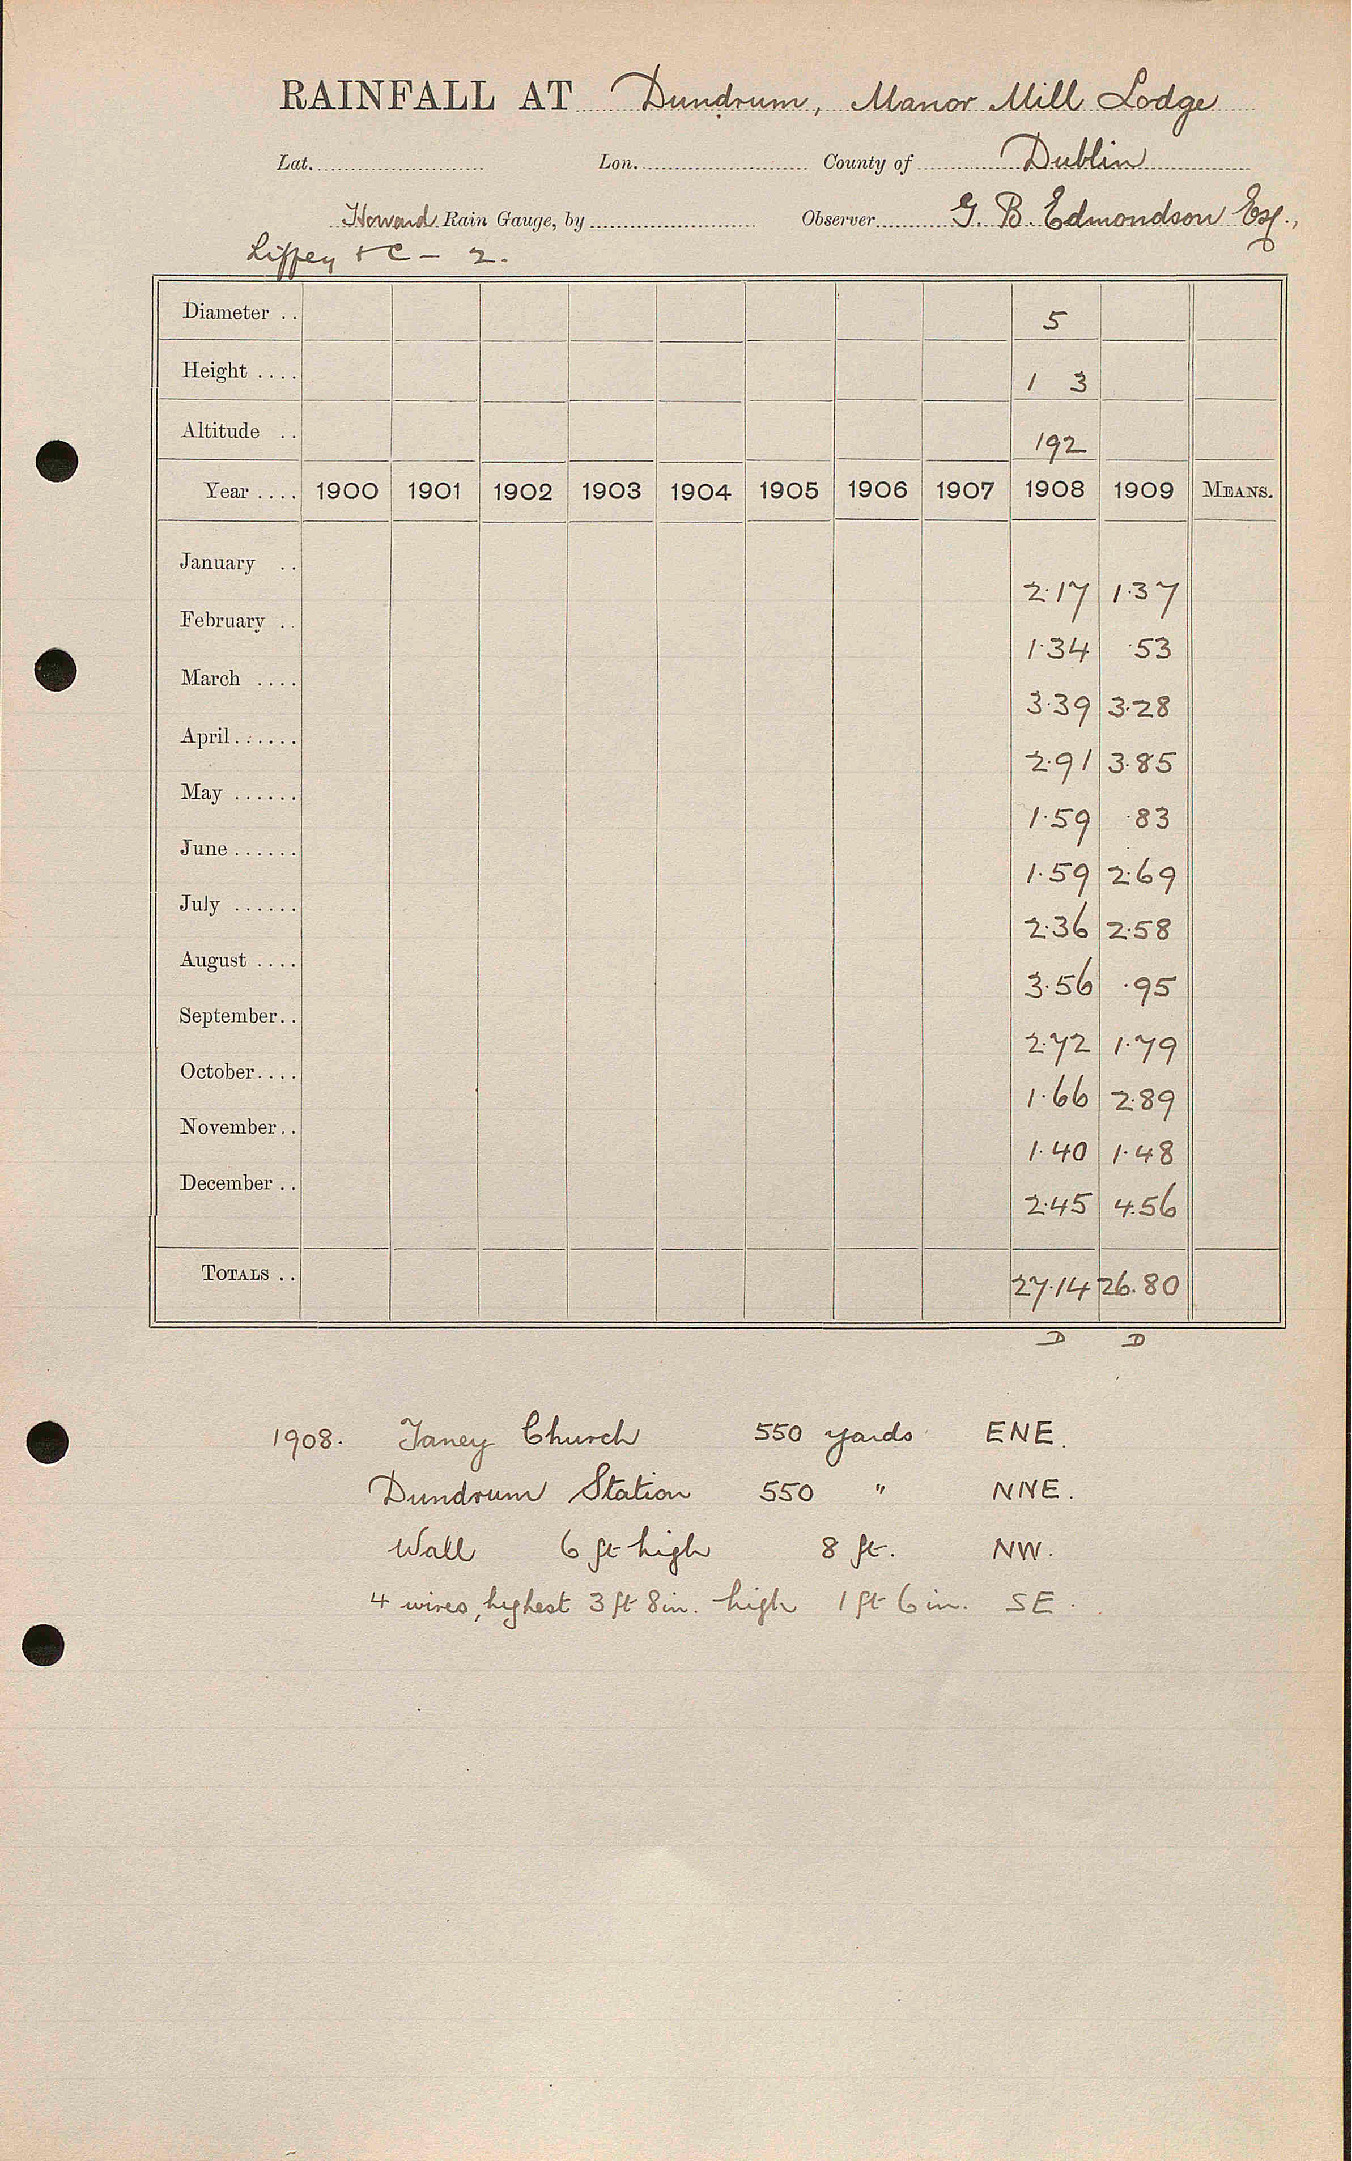 RAINFALL AT Dundrum, Manor Mill Lodge
Lat. Lon. County of Dublin
Howard Rain Gauge, by Observer G. B. Edmondson Esq.,
Liffey & C – 2.
Diameter .. 5
Height .... 1 3
Altitude .. 192
Year .... 1900 1901 1902 1903 1904 1905 1906 1907 1908 1909 MEANS.
January .. 2.17 1.37
February .. 1.34 .53
March .... 3.39 3.28
April...... 2.91 3.85
May ...... 1.59 .83
June ...... 1.59 2.69
July ...... 2.36 2.58
August .... 3.56 .95
September.. 2.72 1.79
October.... 1.66 2.89
November.. 1.40 1.48
December .. 2.45 4.56
TOTALS .. 27.14 26.80
D D
1908. Taney Church 550 yards ENE.
Dundrum Station 550 " NNE.
Wall 6 ft high 8 ft. NW.
4 wires, highest 3 ft 8 in. high 1 ft 6 in. SE.